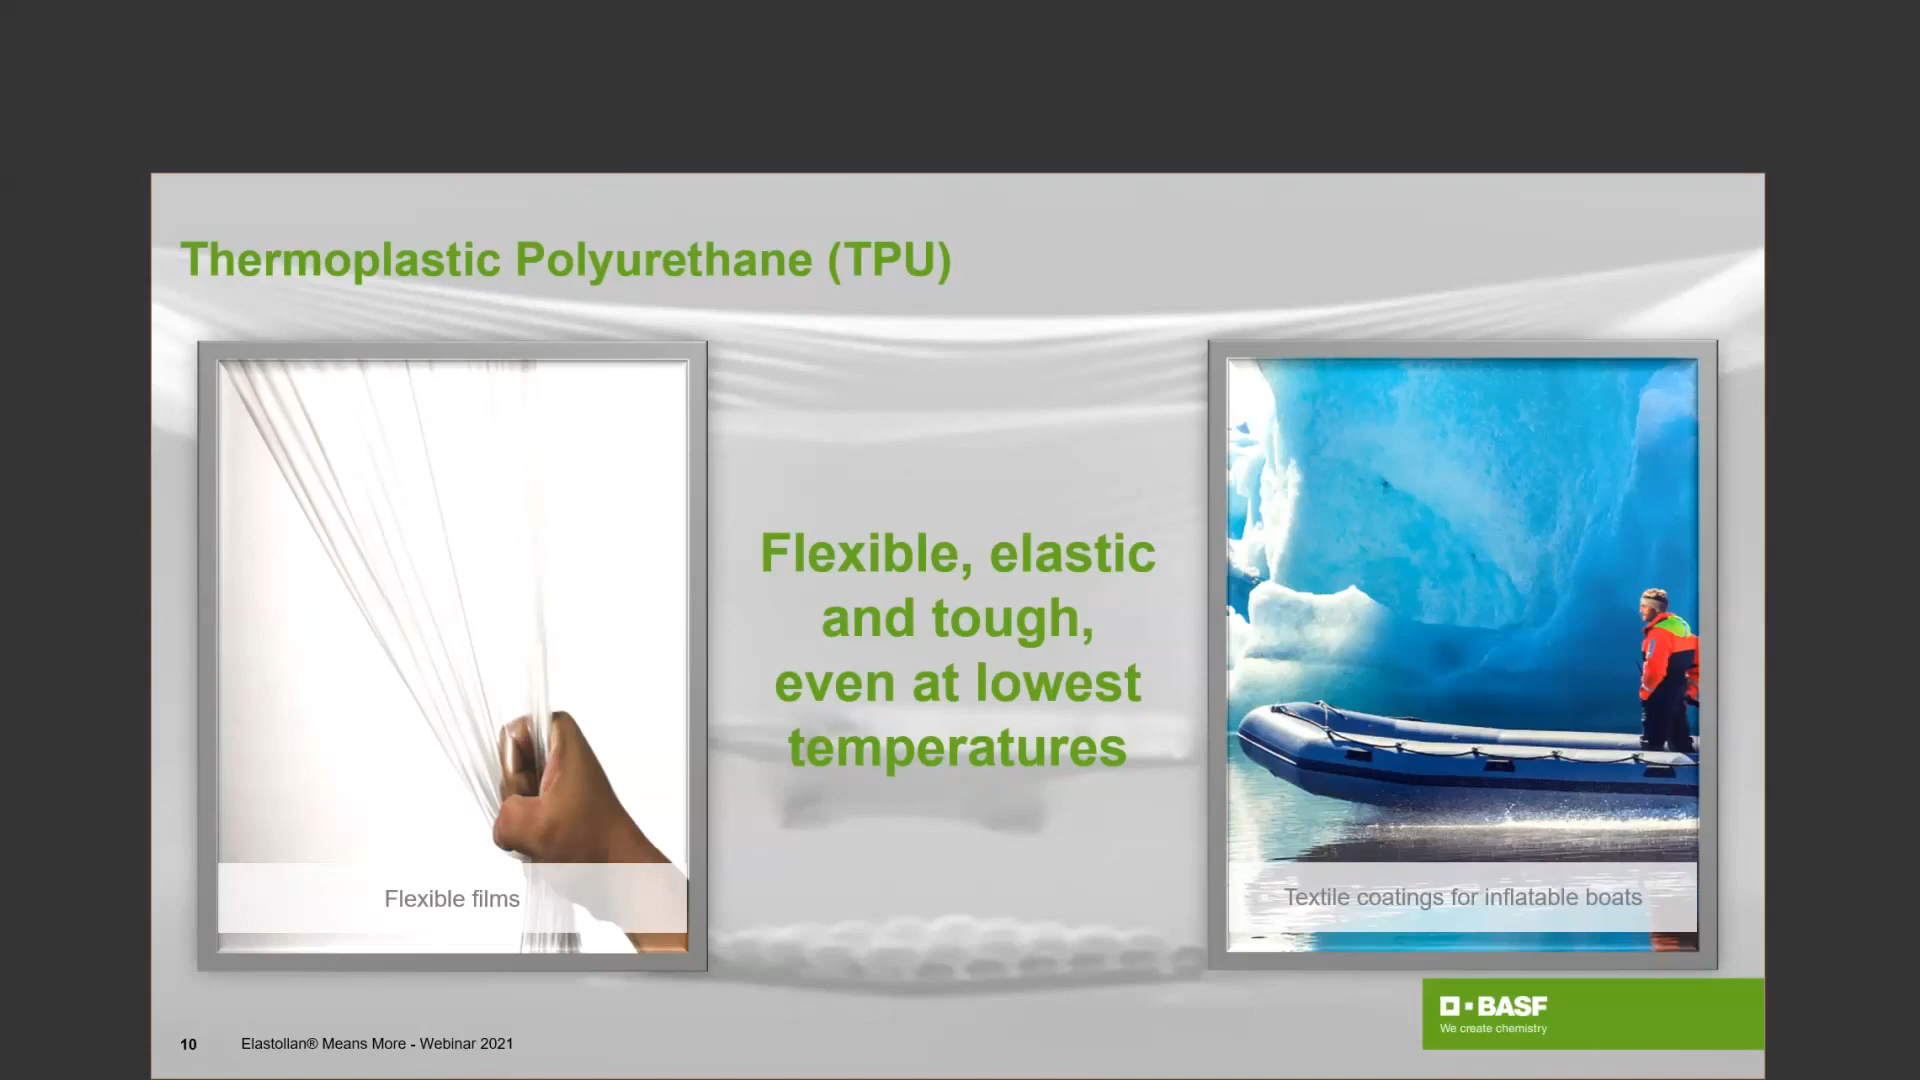 Thermoplastic Polyurethane (TPU)
Flexible, elastic
and tough,
even at lowest
temperatures
Flexible films
Textile coatings for inflatable boats
BASF
We create chemistry
10
Elastollan® Means More - Webinar 2021